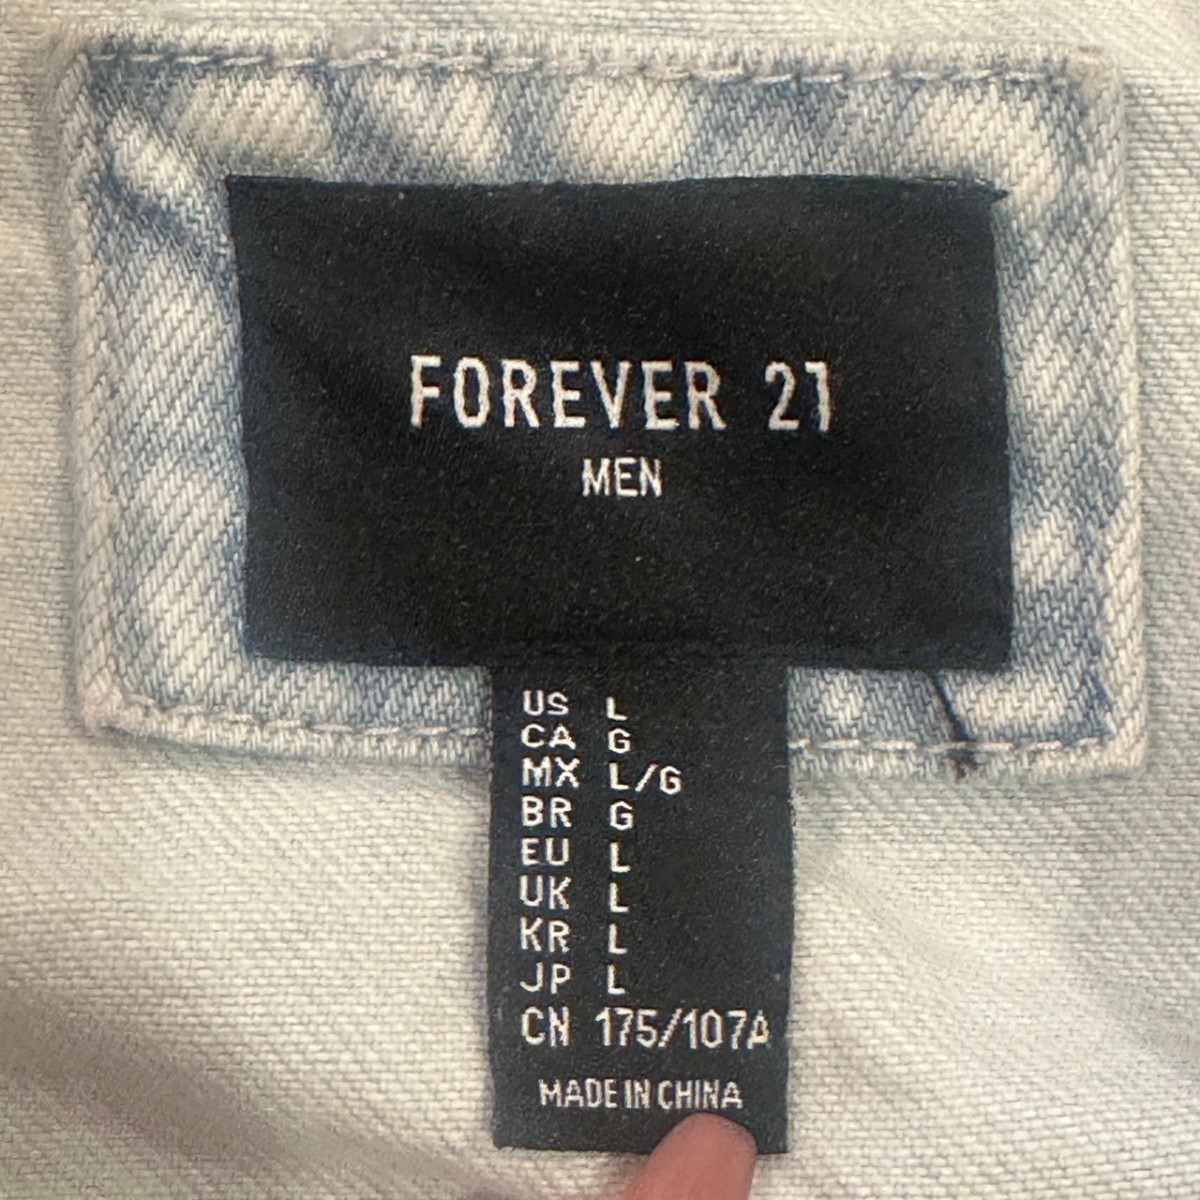 FOREVER 21
MEN
US L
CA G
MX L/G
BR G
EU L
UK L
KR L
JP L
CN 175/107A
MADE IN CHINA